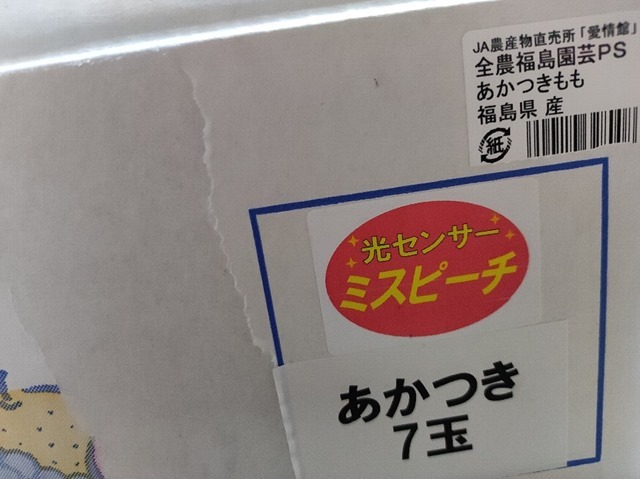 JA農産物直売所「愛情館」
全農福島園芸PS
あかつきもも
福島県 産
紙
光センサー
ミスピーチ
あかつき
7玉